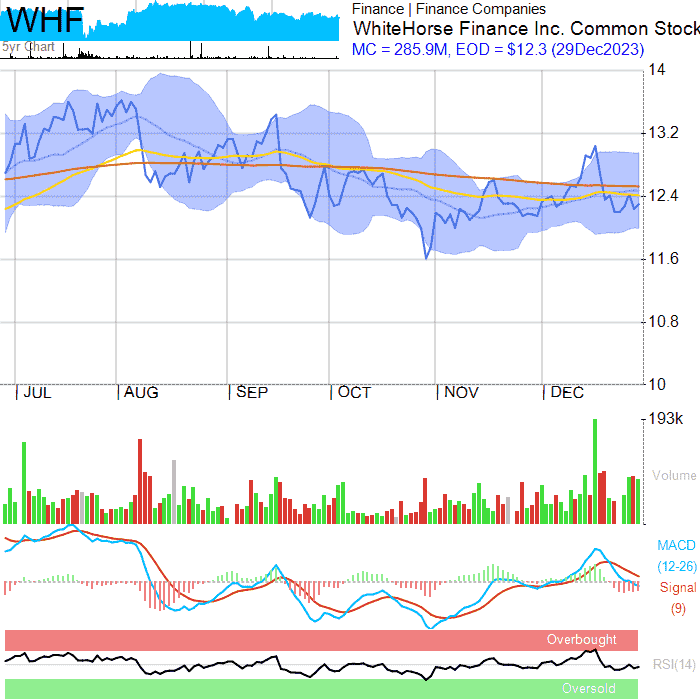 WHF
5yr Chart
Finance | Finance Companies
WhiteHorse Finance Inc. Common Stock
MC = 285.9M, EOD = $12.3 (29Dec2023)
14
13.2
12.4
11.6
10.8
10
JUL AUG SEP OCT NOV DEC
193k
Volume
MACD
(12-26)
Signal
(9)
Overbought
RSI(14)
Oversold